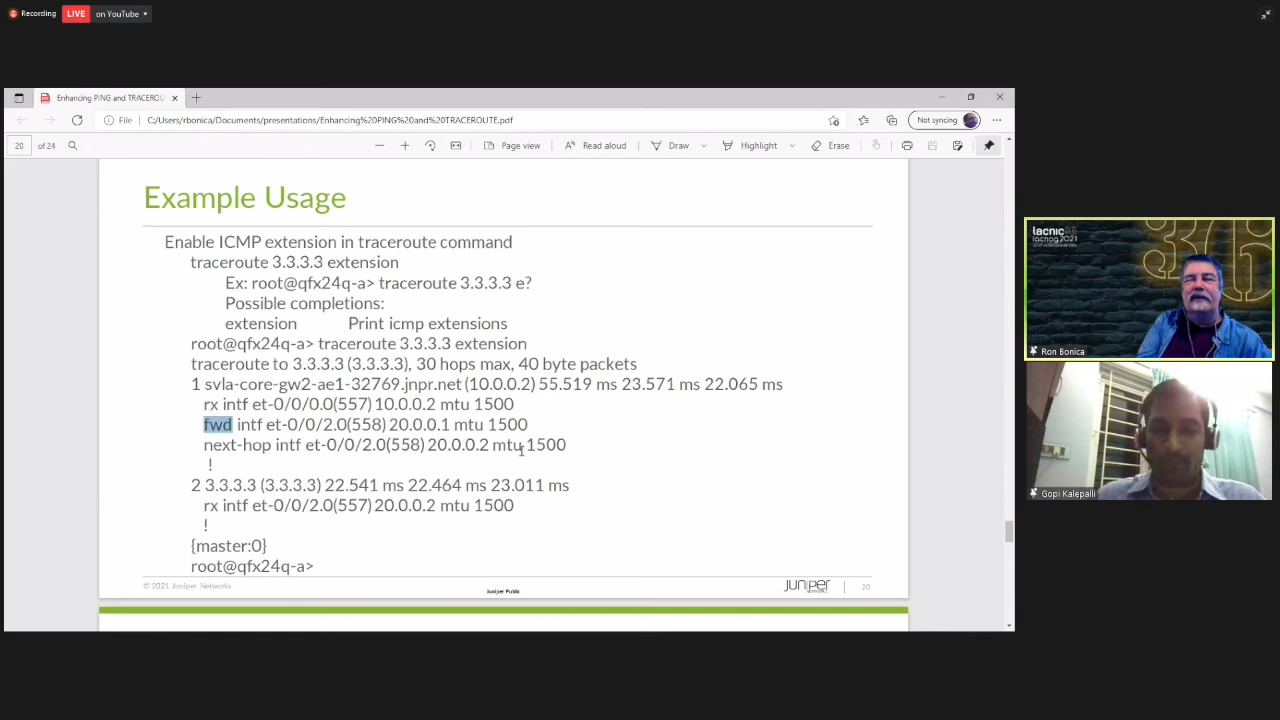 Recording LIVE on YouTube
Enhancing PING and TRACEROU
File C:/Users/rbonica/Documents/presentations/Enhancing%20PING%20and%20TRACEROUTE.pdf Not syncing
20 of 24 Page view Read aloud Draw Highlight Erase
Example Usage
Enable ICMP extension in traceroute command
traceroute 3.3.3.3 extension
Ex: root@qfx24q-a> traceroute 3.3.3.3 e?
Possible completions:
extension Print icmp extensions
root@qfx24q-a> traceroute 3.3.3.3 extension
traceroute to 3.3.3.3 (3.3.3.3), 30 hops max, 40 byte packets
1 svla-core-gw2-ae1-32769.jnpr.net (10.0.0.2) 55.519 ms 23.571 ms 22.065 ms
rx intf et-0/0/0.0(557) 10.0.0.2 mtu 1500
fwd intf et-0/0/2.0(558) 20.0.0.1 mtu 1500
next-hop intf et-0/0/2.0(558) 20.0.0.2 mtu 1500
!
2 3.3.3.3 (3.3.3.3) 22.541 ms 22.464 ms 23.011 ms
rx intf et-0/0/2.0(557) 20.0.0.2 mtu 1500
!
{master:0}
root@qfx24q-a>
© 2021 Juniper Networks
Juniper Public
JUNIPER
20
lacnic 36
lacnog 2021
Ron Bonica
Gopi Kalepalli